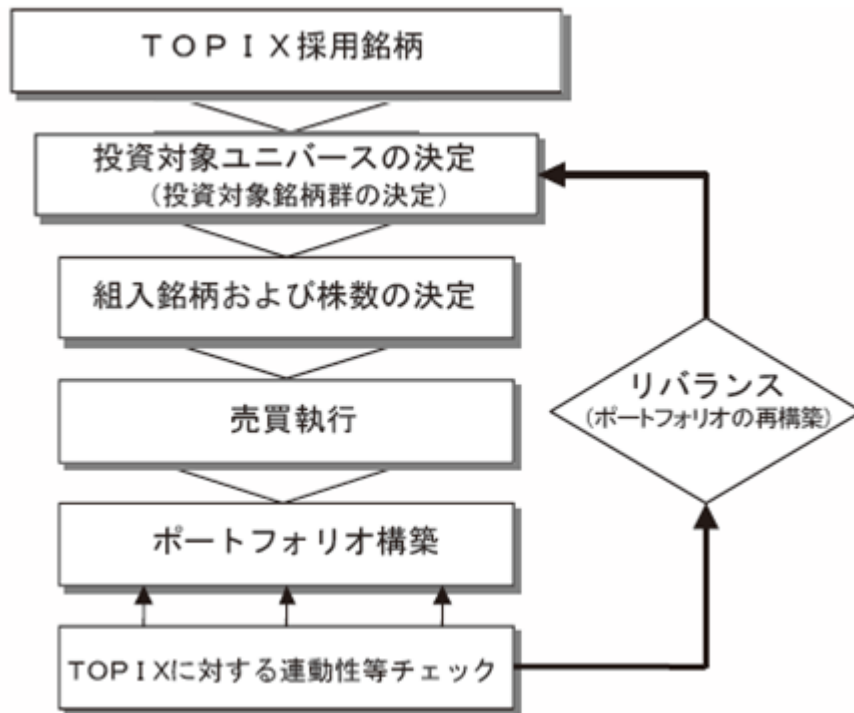 ＴＯＰＩＸ採用銘柄
投資対象ユニバースの決定
（投資対象銘柄群の決定）
組入銘柄および株数の決定
売買執行
ポートフォリオ構築
ＴＯＰＩＸに対する連動性等チェック
リバランス
（ポートフォリオの再構築）